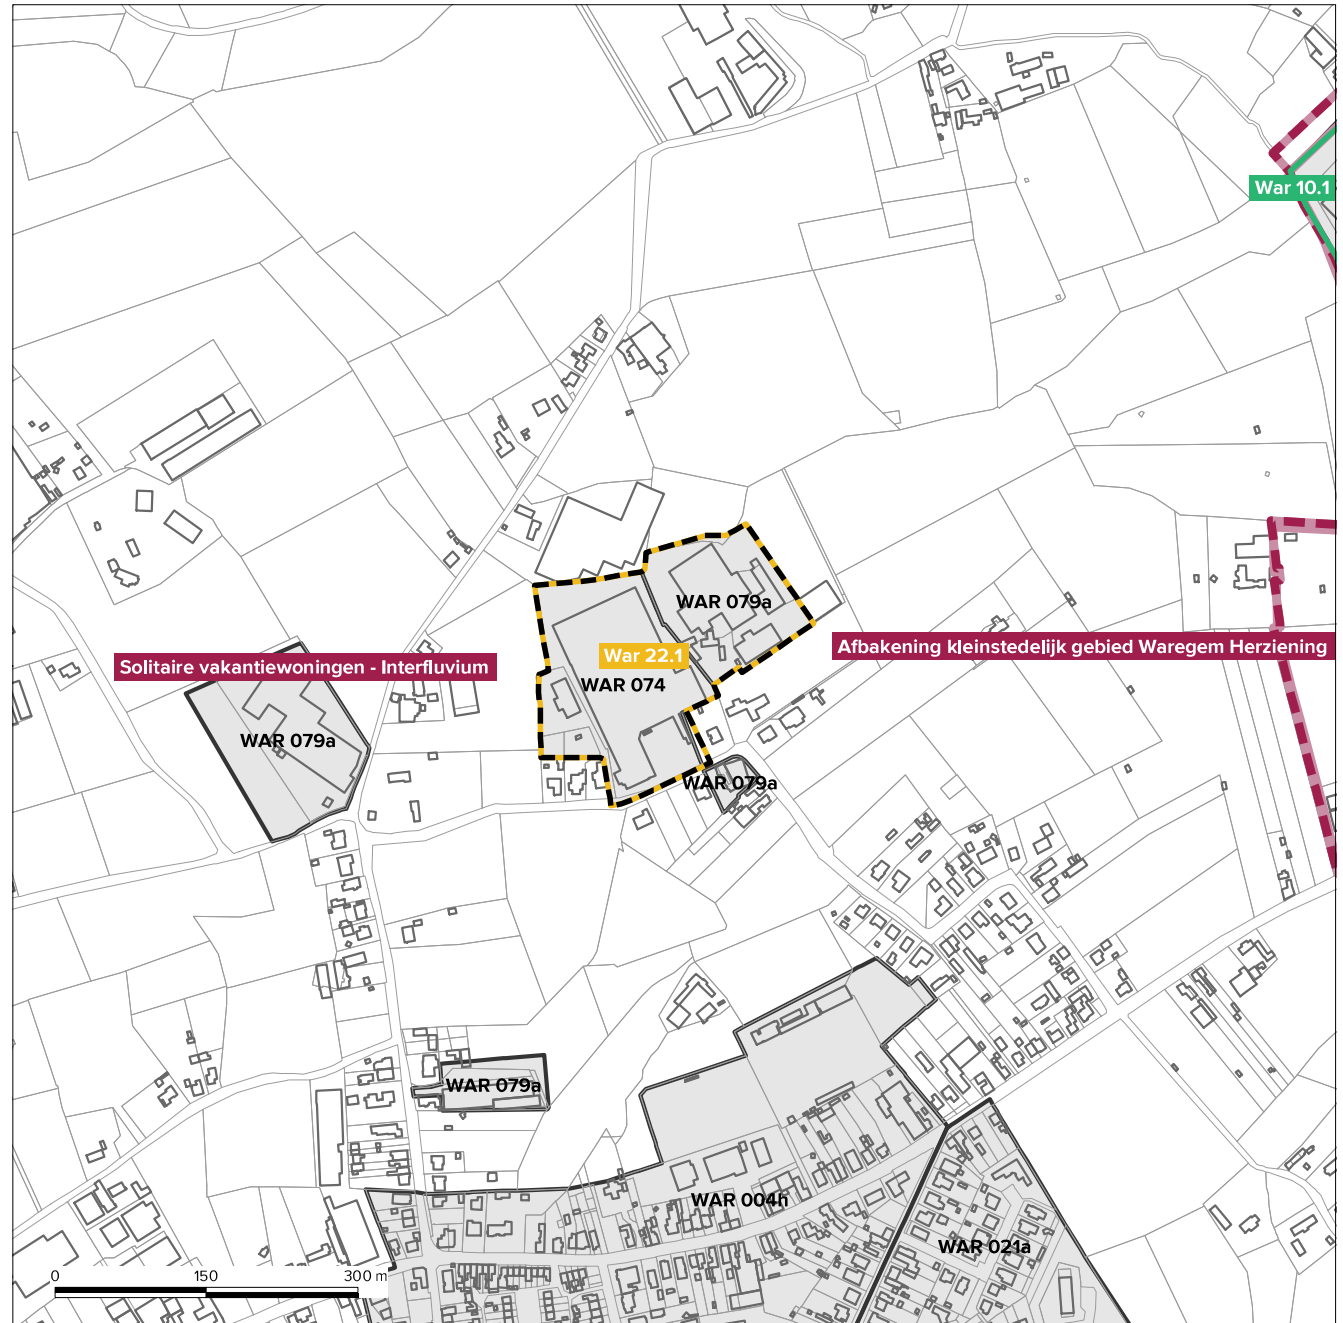 War 10.1
WAR 079a
Afbakening kleinstedelijk gebied Waregem Herziening
War 22.1
Solitaire vakantiewoningen - Interfluvium
WAR 074
WAR 079a
WAR 079a
WAR 079a
WAR 004h
WAR 021a
0 150 300 m